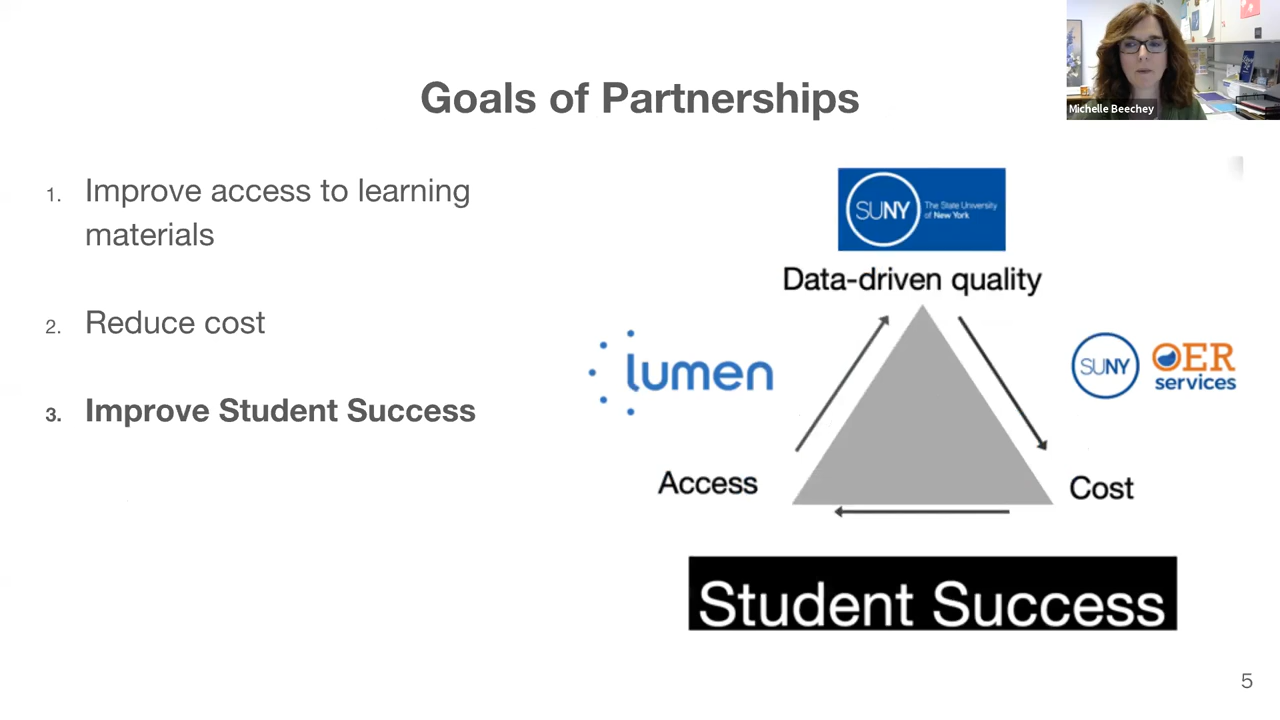 Goals of Partnerships
Michelle Beechey
1. Improve access to learning
materials
2. Reduce cost
3. Improve Student Success
SUNY
The State University
of New York
Data-driven quality
lumen
SUNY
OER
services
Access
Cost
Student Success
5